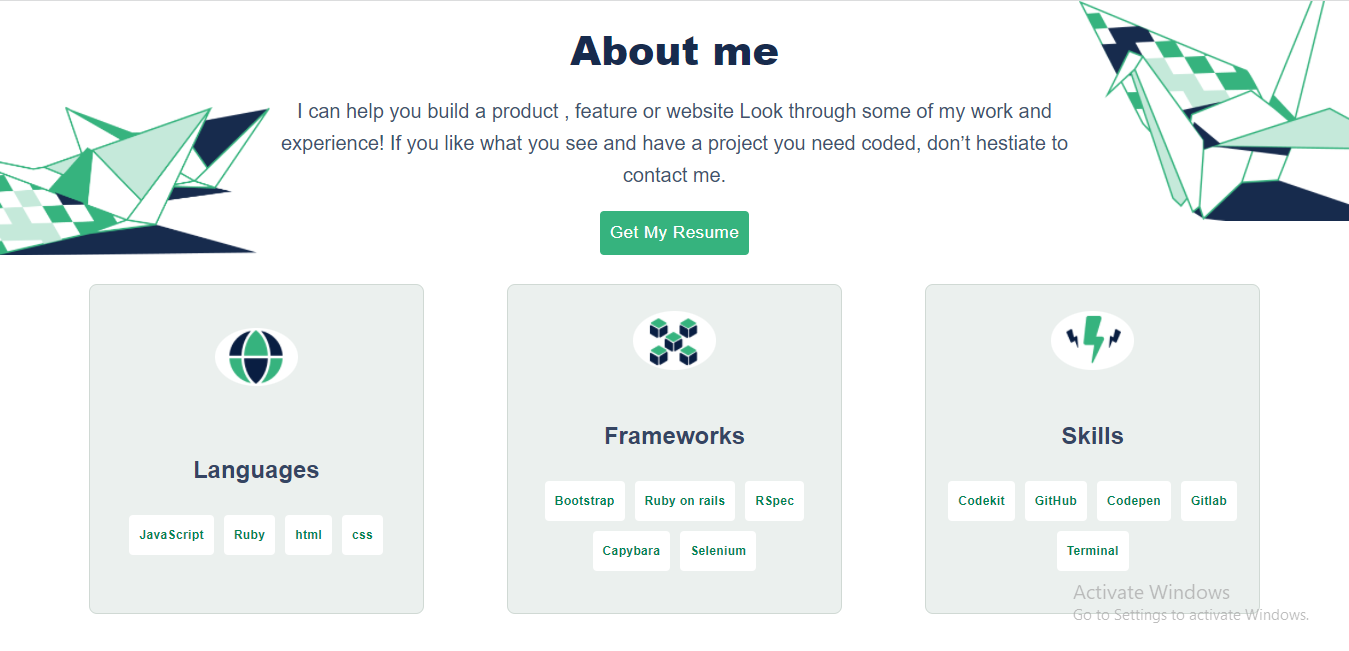 About me
I can help you build a product , feature or website Look through some of my work and
experience! If you like what you see and have a project you need coded, don’t hestiate to
contact me.
Get My Resume
Languages
JavaScript Ruby html css
Frameworks
Bootstrap Ruby on rails RSpec
Capybara Selenium
Skills
Codekit GitHub Codepen Gitlab
Terminal
Activate Windows
Go to Settings to activate Windows.